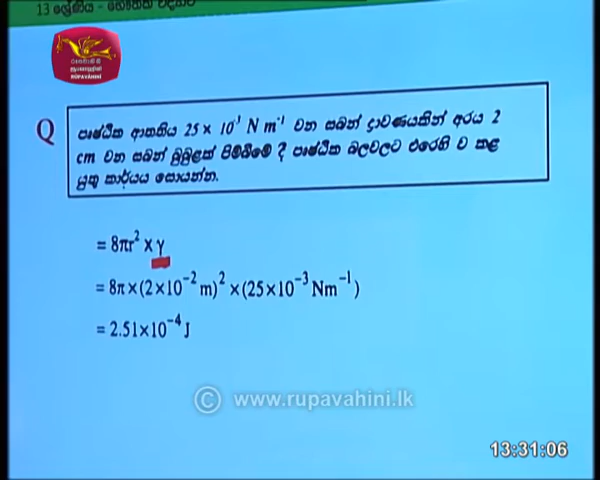 13 ශ්‍රේණිය - භෞතික විද්‍යාව
රූපවාහිනී
RUPAVAHINI
Q
පෘෂ්ඨික ආතතිය 25 × 10⁻³ N m⁻¹ වන සබන් ද්‍රාවණයකින් අරය 2
cm වන සබන් බුබුළක් පිම්බීමේ දී පෘෂ්ඨික බලවලට එරෙහි ව කළ
යුතු කාර්යය සොයන්න.
= 8πr² × γ
= 8π×(2×10⁻² m)² ×(25×10⁻³ Nm⁻¹)
= 2.51×10⁻⁴ J
© www.rupavahini.lk
13:31:06